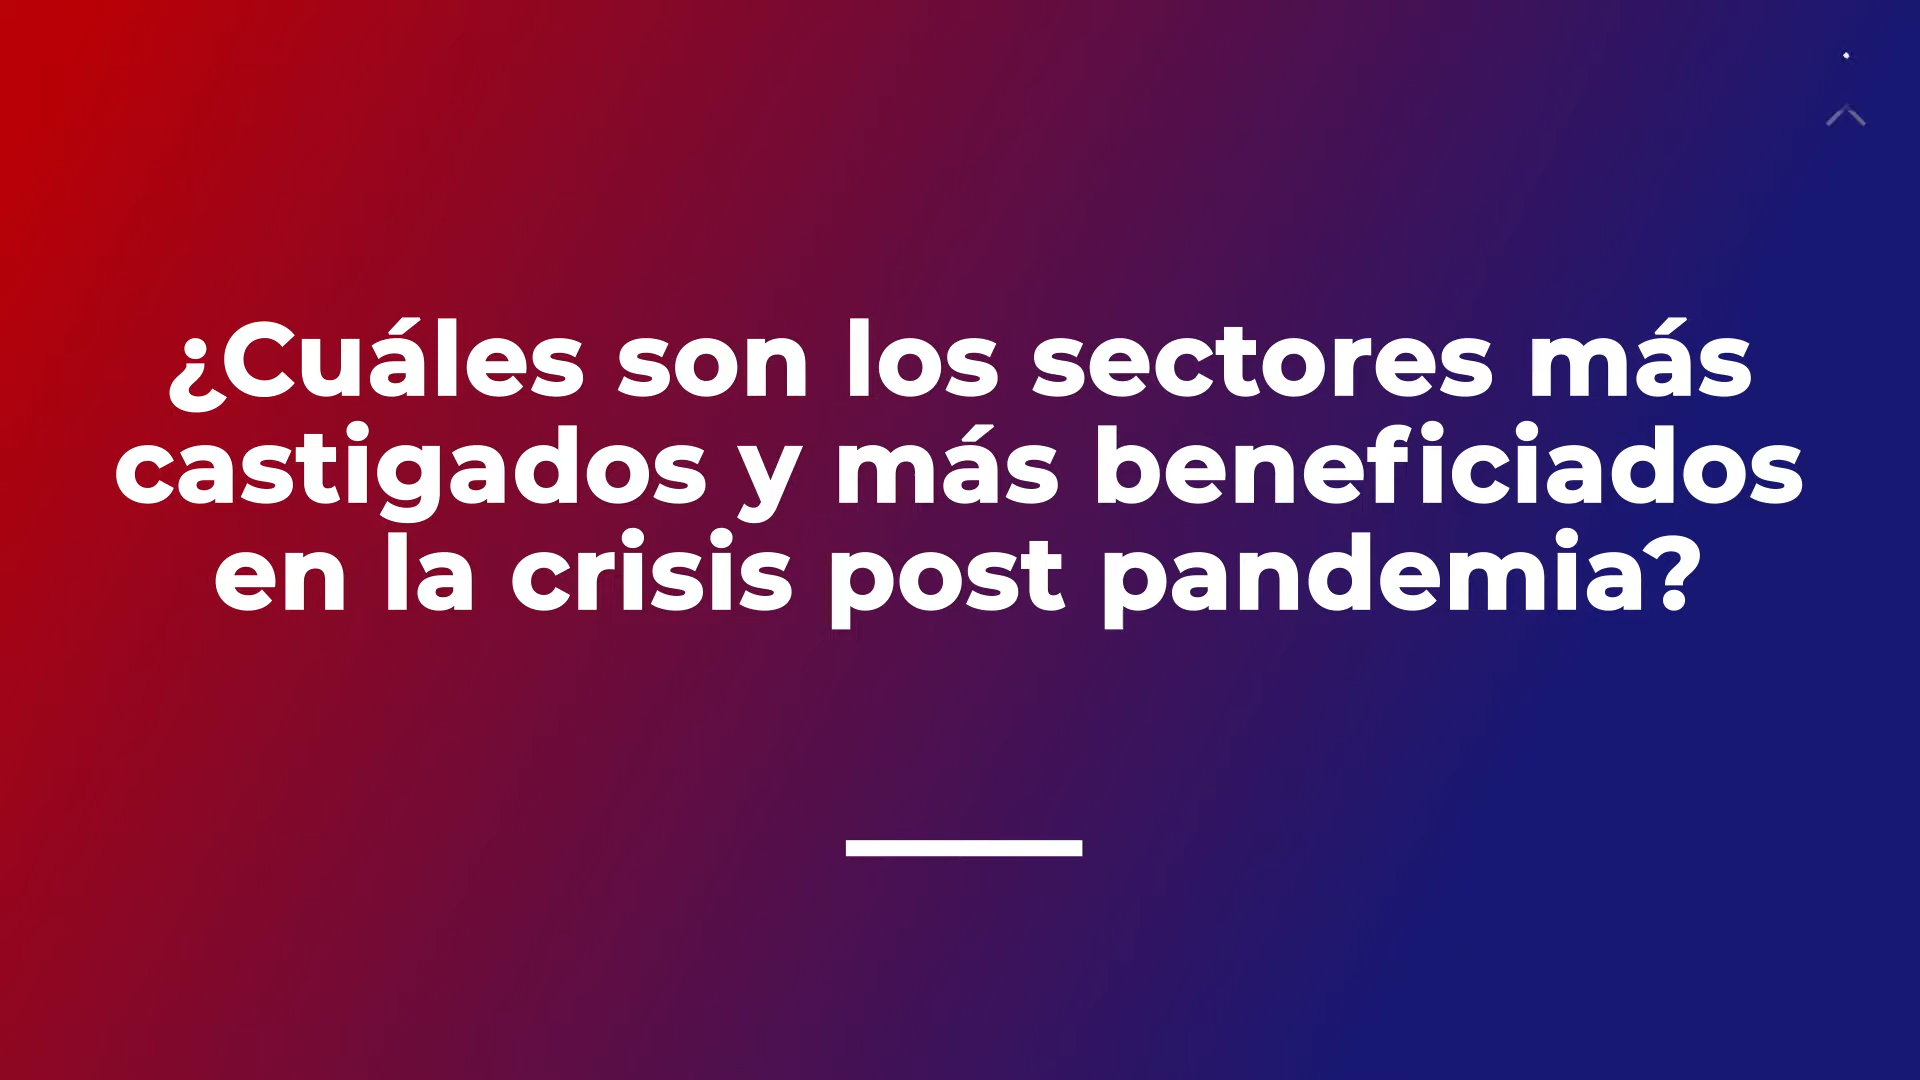 ¿Cuáles son los sectores más
castigados y más beneficiados
en la crisis post pandemia?